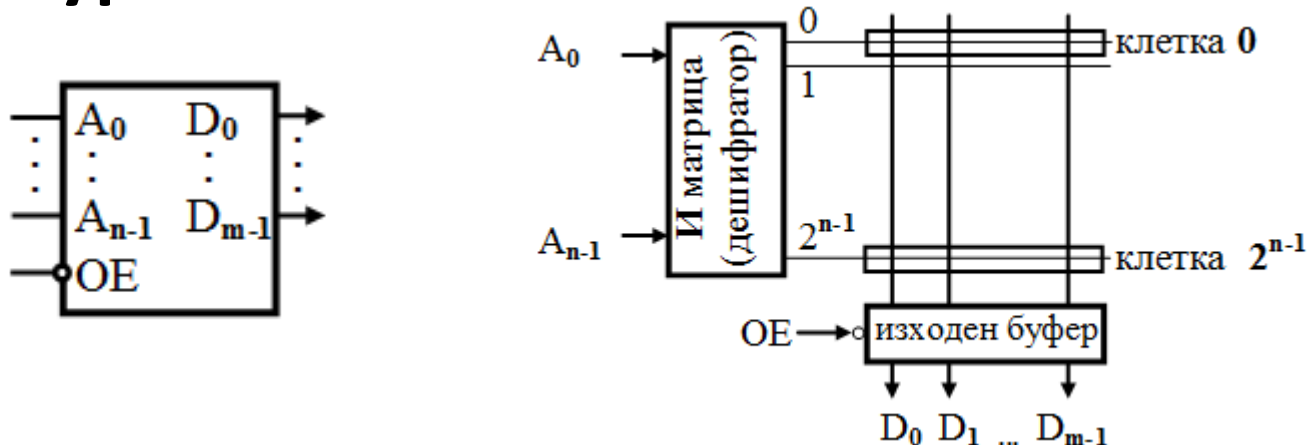 A₀ D₀
⋮ ⋮ ⋮ ⋮
Aₙ₋₁ Dₘ₋₁
OE
A₀
Aₙ₋₁
И матрица
(дешифратор)
0
1
2ⁿ⁻¹
клетка 0
клетка 2ⁿ⁻¹
OE
изходен буфер
D₀ D₁ ... Dₘ₋₁